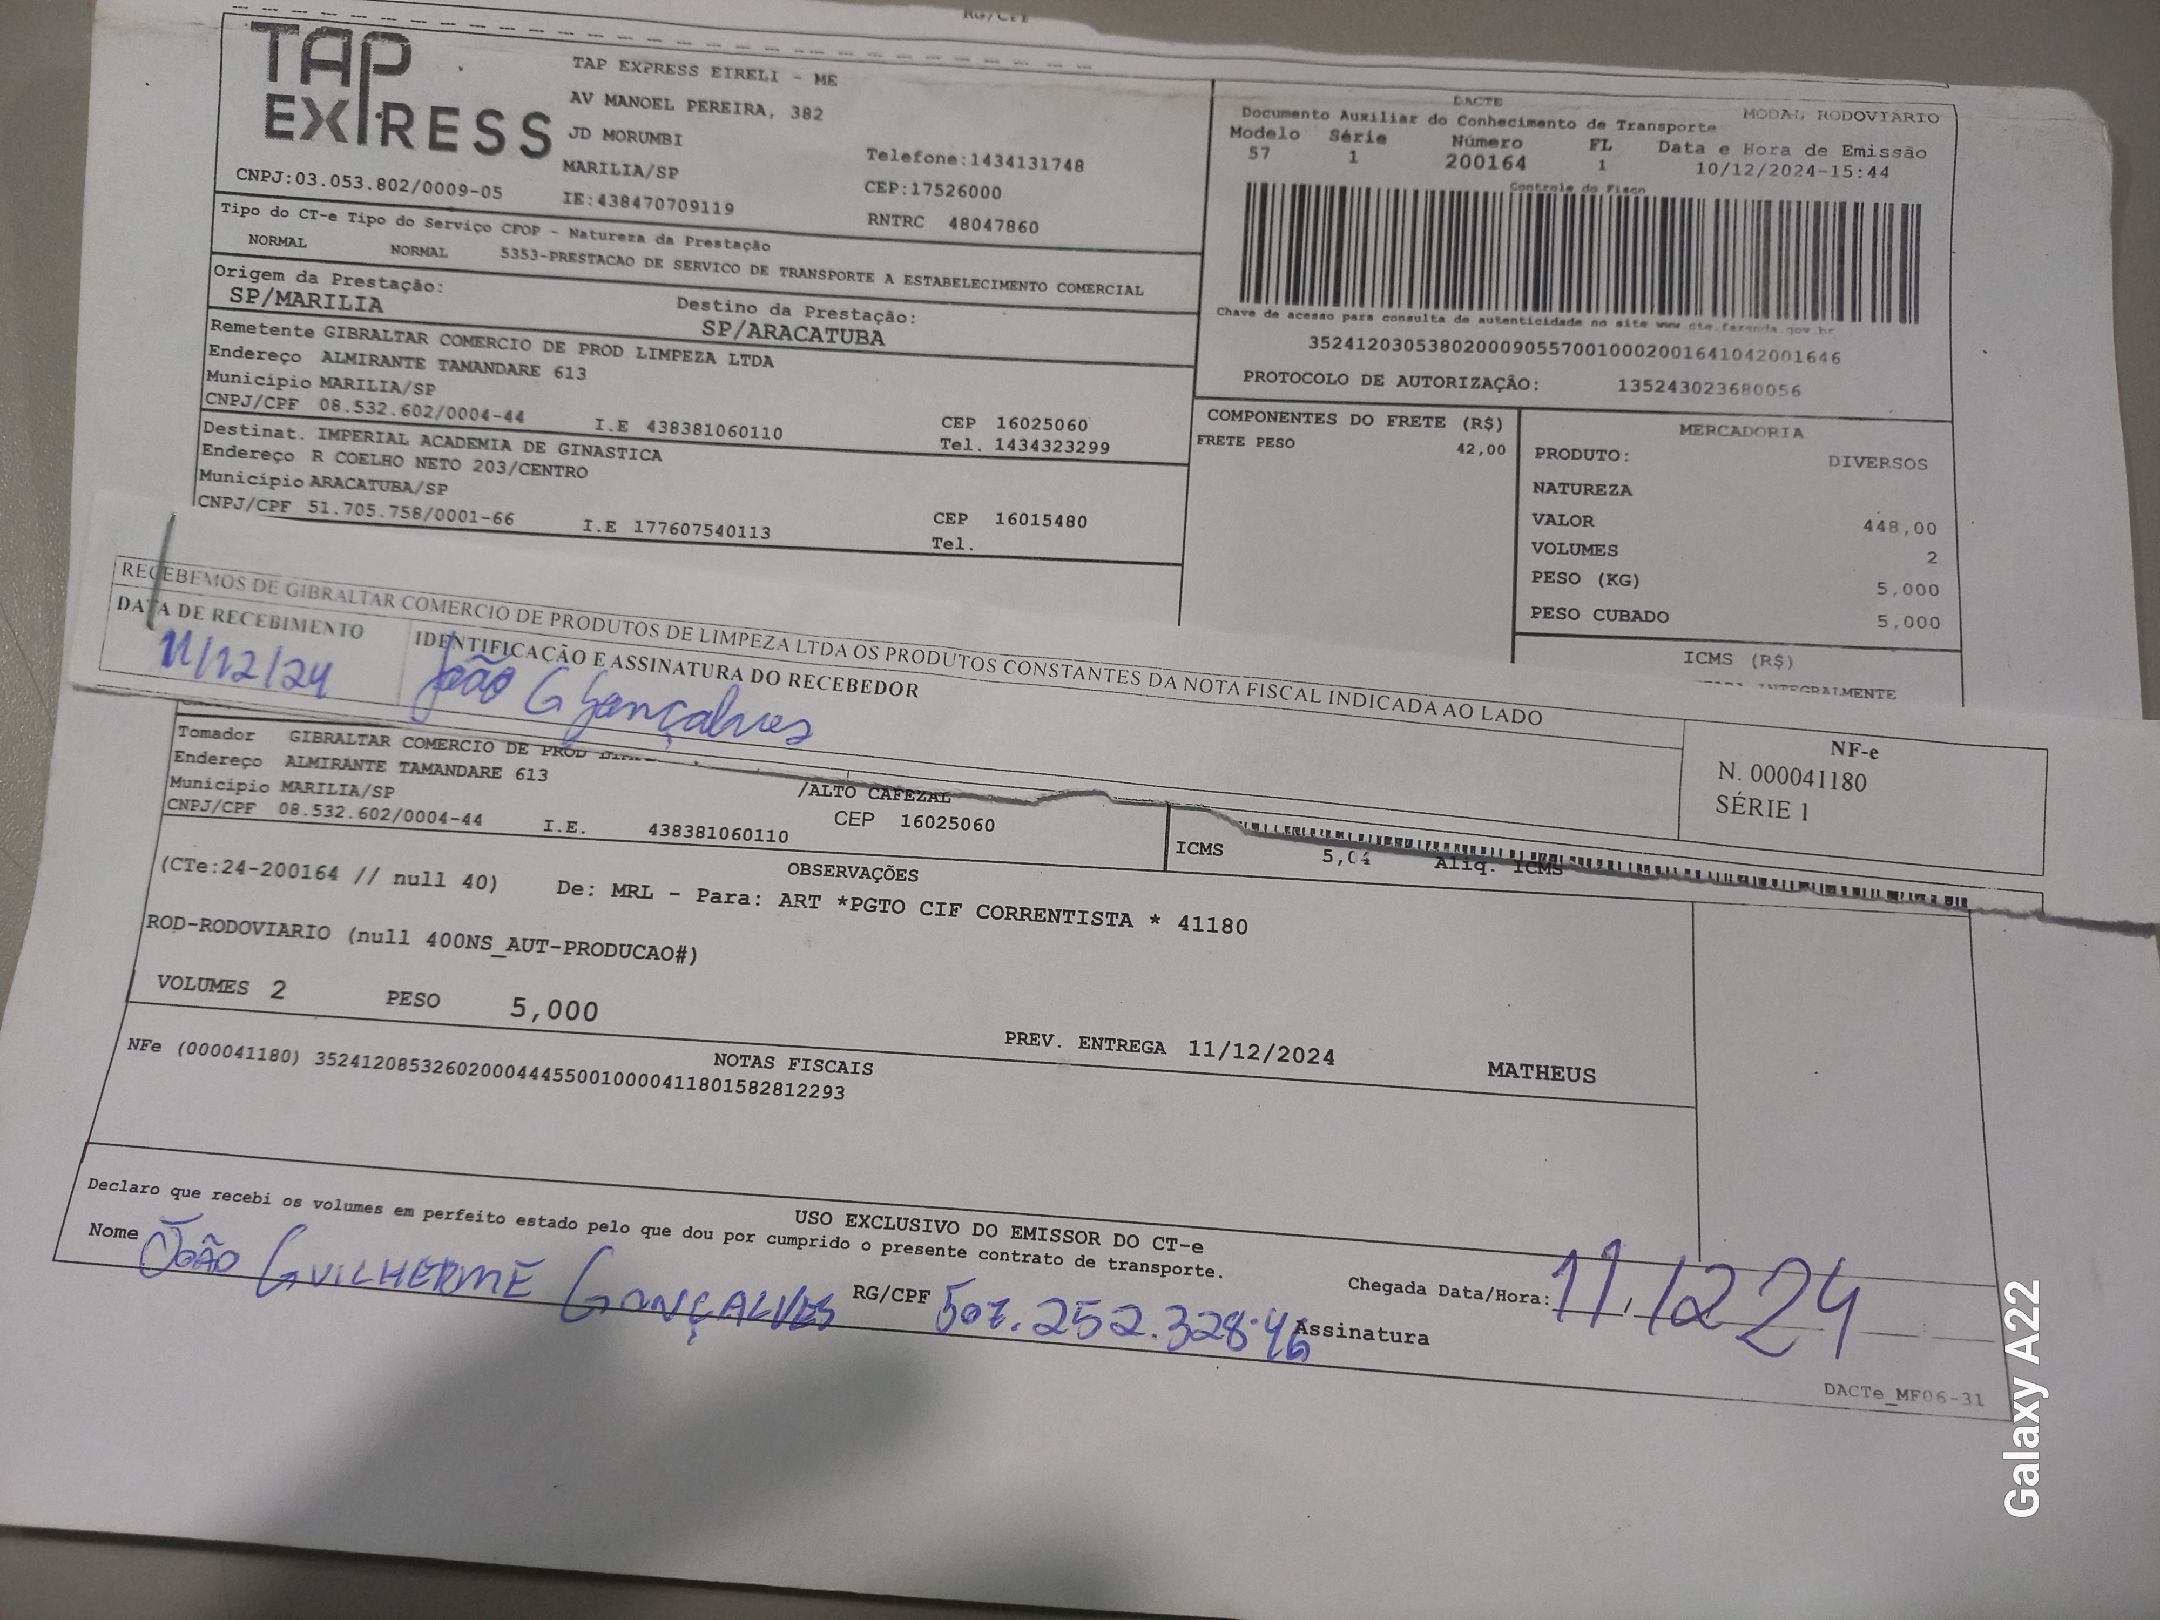 TAP EXPRESS
TAP EXPRESS EIRELI - ME
AV MANOEL PEREIRA, 382
JD MORUMBI
MARILIA/SP
Telefone:1434131748
CEP:17526000
CNPJ:03.053.802/0009-05
IE:438470709119
RNTRC 48047860
Tipo do CT-e Tipo do Serviço CFOP - Natureza da Prestação
NORMAL NORMAL 5353-PRESTACAO DE SERVICO DE TRANSPORTE A ESTABELECIMENTO COMERCIAL
Origem da Prestação: Destino da Prestação:
SP/MARILIA SP/ARACATUBA
Remetente GIBRALTAR COMERCIO DE PROD LIMPEZA LTDA
Endereço ALMIRANTE TAMANDARE 613
Município MARILIA/SP CEP 16025060
CNPJ/CPF 08.532.602/0004-44 I.E 438381060110 Tel. 1434323299
Destinat. IMPERIAL ACADEMIA DE GINASTICA
Endereço R COELHO NETO 203/CENTRO
Município ARACATUBA/SP CEP 16015480
CNPJ/CPF 51.705.758/0001-66 I.E 177607540113 Tel.
DACTE MODAL RODOVIÁRIO
Documento Auxiliar do Conhecimento de Transporte
Modelo Série Número FL Data e Hora de Emissão
57 1 200164 1 10/12/2024-15:44
Controle do Fisco
Chave de acesso para consulta de autenticidade no site www.cte.fazenda.gov.br
35241203053802000905570010002001641042001646
PROTOCOLO DE AUTORIZAÇÃO: 135243023680056
COMPONENTES DO FRETE (R$)
FRETE PESO 42,00
MERCADORIA
PRODUTO: DIVERSOS
NATUREZA
VALOR 448,00
VOLUMES 2
PESO (KG) 5,000
PESO CUBADO 5,000
ICMS (R$)
INTEGRALMENTE
RECEBEMOS DE GIBRALTAR COMERCIO DE PRODUTOS DE LIMPEZA LTDA OS PRODUTOS CONSTANTES DA NOTA FISCAL INDICADA AO LADO
DATA DE RECEBIMENTO IDENTIFICAÇÃO E ASSINATURA DO RECEBEDOR
11/12/24 João G Gonçalves
NF-e
N. 000041180
SÉRIE 1
Tomador GIBRALTAR COMERCIO DE PROD
Endereço ALMIRANTE TAMANDARE 613 /ALTO CAFEZAL
Município MARILIA/SP CEP 16025060
CNPJ/CPF 08.532.602/0004-44 I.E. 438381060110
ICMS 5,04 Aliq. ICMS
OBSERVAÇÕES
(CTe:24-200164 // null 40) De: MRL - Para: ART *PGTO CIF CORRENTISTA * 41180
ROD-RODOVIARIO (null 400NS_AUT-PRODUCAO#)
VOLUMES 2 PESO 5,000 PREV. ENTREGA 11/12/2024 MATHEUS
NOTAS FISCAIS
NFe (000041180) 35241208532602000444550010000411801582812293
USO EXCLUSIVO DO EMISSOR DO CT-e
Declaro que recebi os volumes em perfeito estado pelo que dou por cumprido o presente contrato de transporte.
Nome JOÃO GUILHERME GONÇALVES RG/CPF 507.252.328-46 Assinatura
Chegada Data/Hora: 11.12 24
DACTe_MF06-31
Galaxy A22